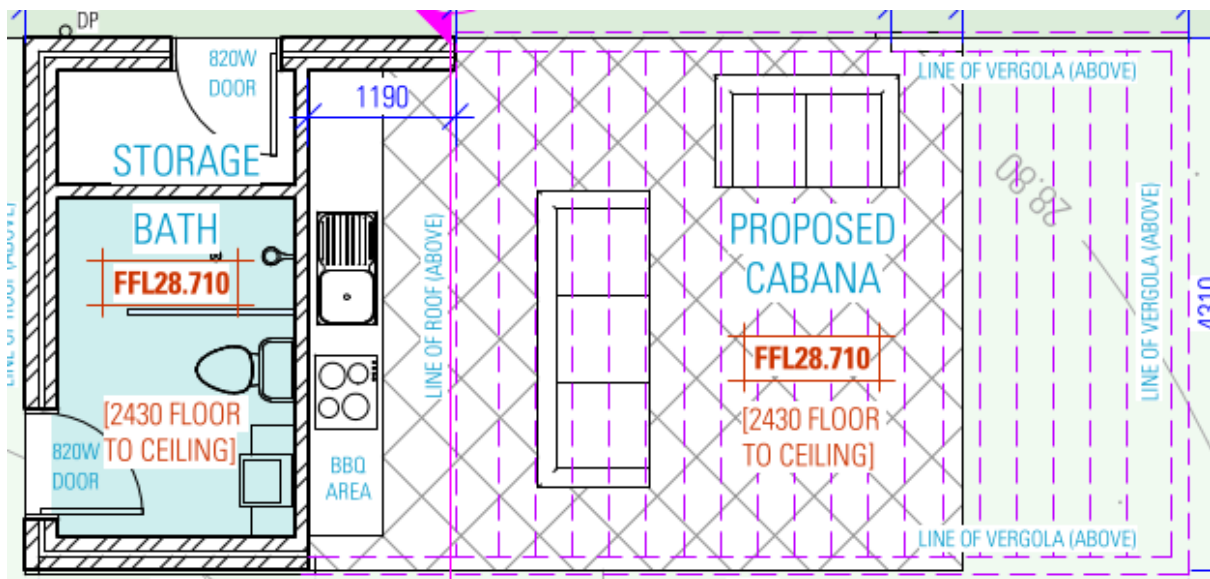 DP
820W
DOOR
1190
STORAGE
LINE OF VERGOLA (ABOVE)
28.80
BATH
FFL28.710
LINE OF ROOF (ABOVE)
PROPOSED
CABANA
LINE OF VERGOLA (ABOVE)
4310
FFL28.710
[2430 FLOOR
TO CEILING]
[2430 FLOOR
TO CEILING]
820W
DOOR
BBQ
AREA
LINE OF VERGOLA (ABOVE)